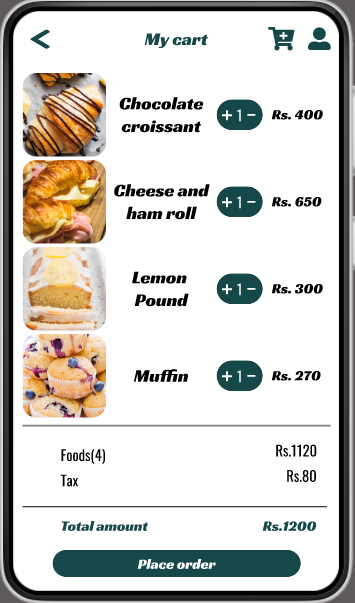 My cart
Chocolate
croissant
+ 1 −
Rs. 400
Cheese and
ham roll
+ 1 −
Rs. 650
Lemon
Pound
+ 1 −
Rs. 300
Muffin
+ 1 −
Rs. 270
Foods(4) Rs.1120
Tax Rs.80
Total amount Rs.1200
Place order